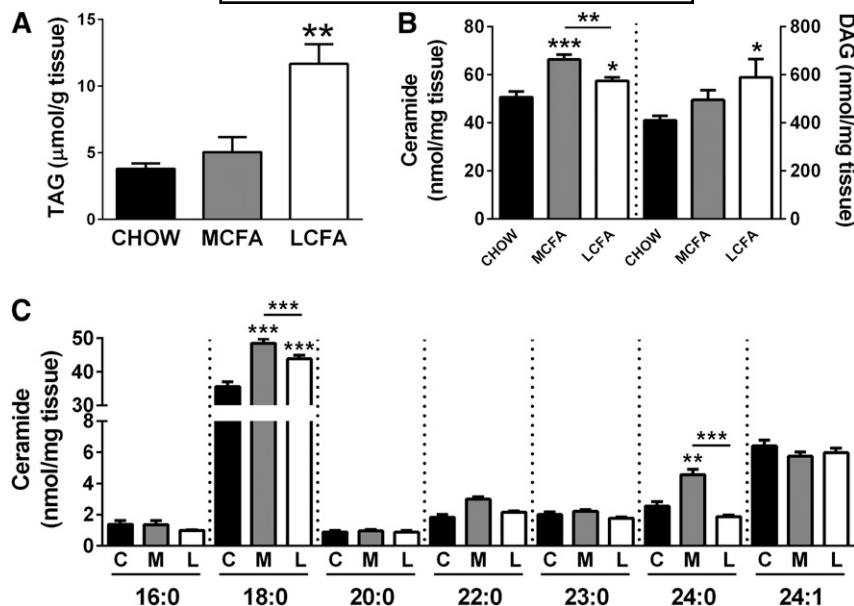 A
B
C
TAG (μmol/g tissue)
15
10
5
0
**
CHOW MCFA LCFA
Ceramide
(nmol/mg tissue)
80
60
40
20
0
***
**
*
*
CHOW
MCFA
LCFA
CHOW
MCFA
LCFA
800
600
400
200
0
DAG (nmol/mg tissue)
Ceramide
(nmol/mg tissue)
50
40
30
8
6
4
2
0
***
***
***
**
***
C M L C M L C M L C M L C M L C M L C M L
16:0 18:0 20:0 22:0 23:0 24:0 24:1